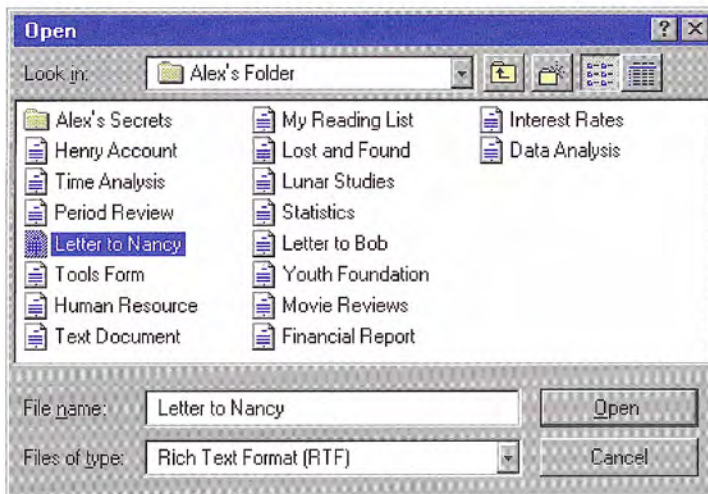 Open
Look in: Alex's Folder
Alex's Secrets
Henry Account
Time Analysis
Period Review
Letter to Nancy
Tools Form
Human Resource
Text Document
My Reading List
Lost and Found
Lunar Studies
Statistics
Letter to Bob
Youth Foundation
Movie Reviews
Financial Report
Interest Rates
Data Analysis
File name: Letter to Nancy Open
Files of type: Rich Text Format (RTF) Cancel